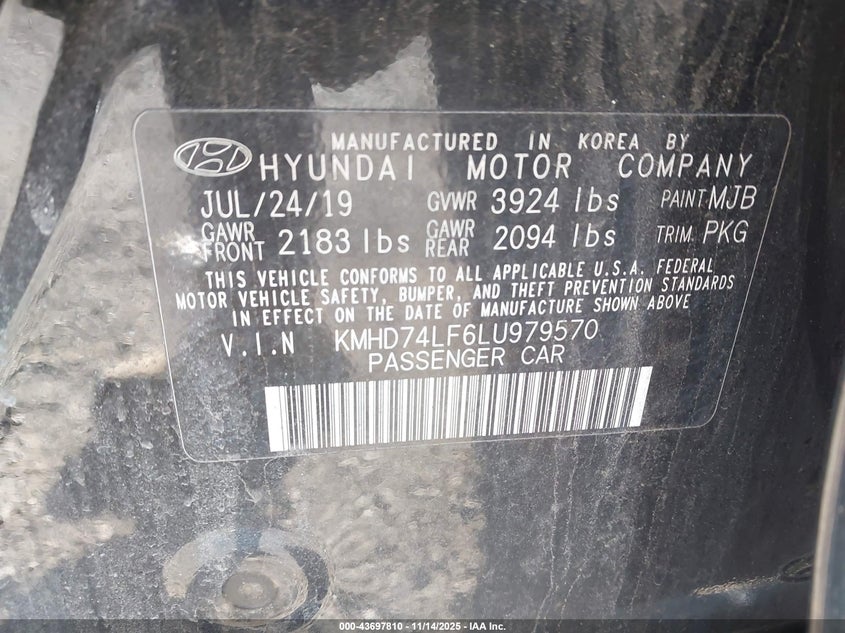 MANUFACTURED IN KOREA BY
HYUNDAI MOTOR COMPANY
JUL/24/19 GVWR 3924 lbs PAINT MJB
GAWR FRONT 2183 lbs GAWR REAR 2094 lbs TRIM PKG
THIS VEHICLE CONFORMS TO ALL APPLICABLE U.S.A. FEDERAL
MOTOR VEHICLE SAFETY, BUMPER, AND THEFT PREVENTION STANDARDS
IN EFFECT ON THE DATE OF MANUFACTURE SHOWN ABOVE
V.I.N KMHD74LF6LU979570
PASSENGER CAR
000-43697810 | 11/14/2025 – IAA Inc.